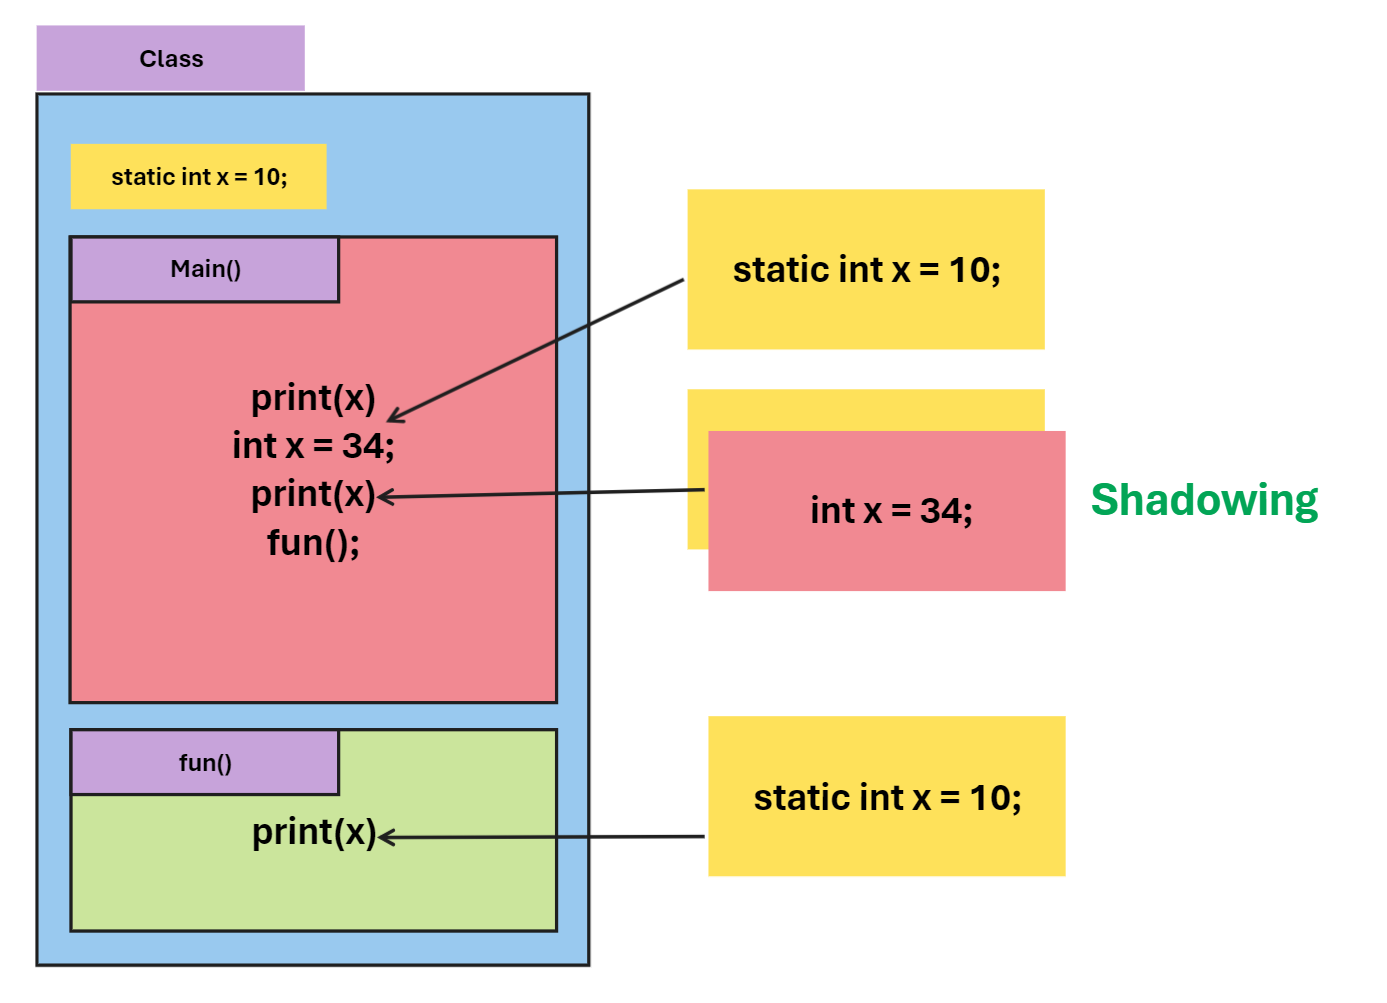 Class
static int x = 10;
Main()
print(x)
int x = 34;
print(x)
fun();
fun()
print(x)
static int x = 10;
int x = 34;
Shadowing
static int x = 10;